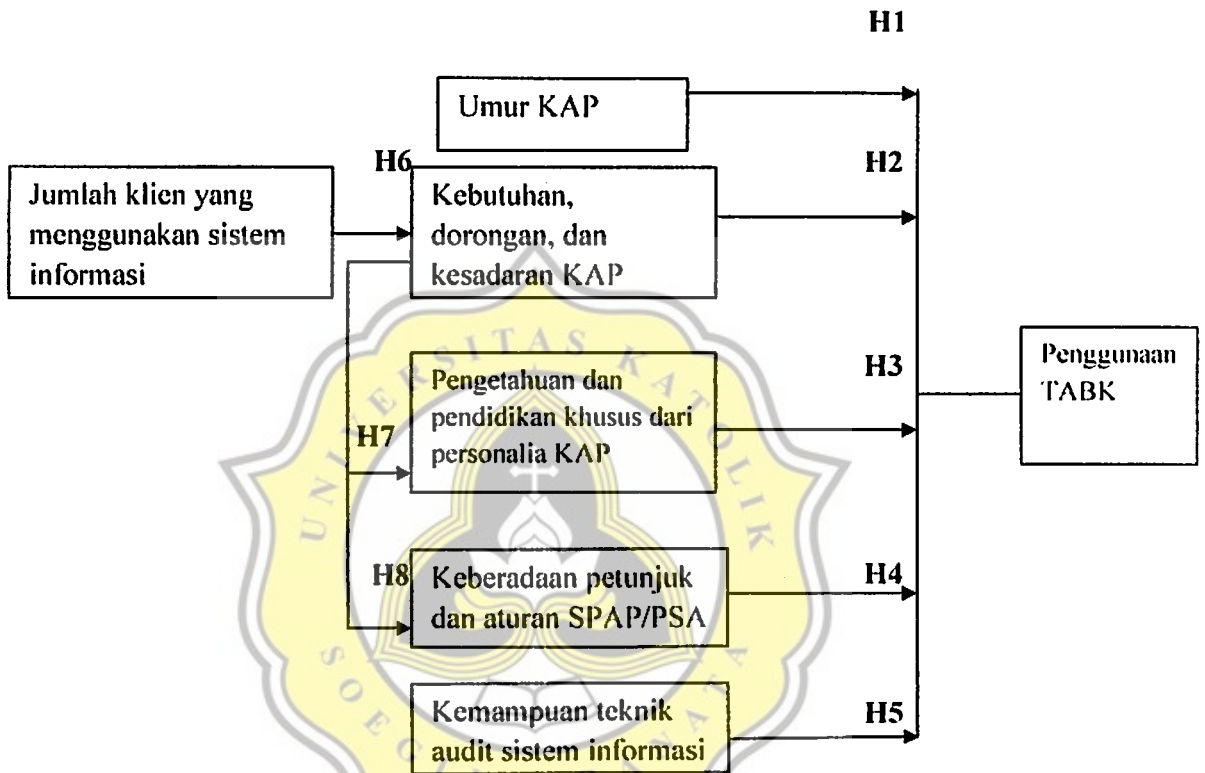 H1
Umur KAP
H6
H2
Jumlah klien yang
menggunakan sistem
informasi
Kebutuhan,
dorongan, dan
kesadaran KAP
H3
Penggunaan
TABK
Pengetahuan dan
pendidikan khusus dari
personalia KAP
H7
H8
Keberadaan petunjuk
dan aturan SPAP/PSA
H4
Kemampuan teknik
audit sistem informasi
H5
UNIVERSITAS KATOLIK